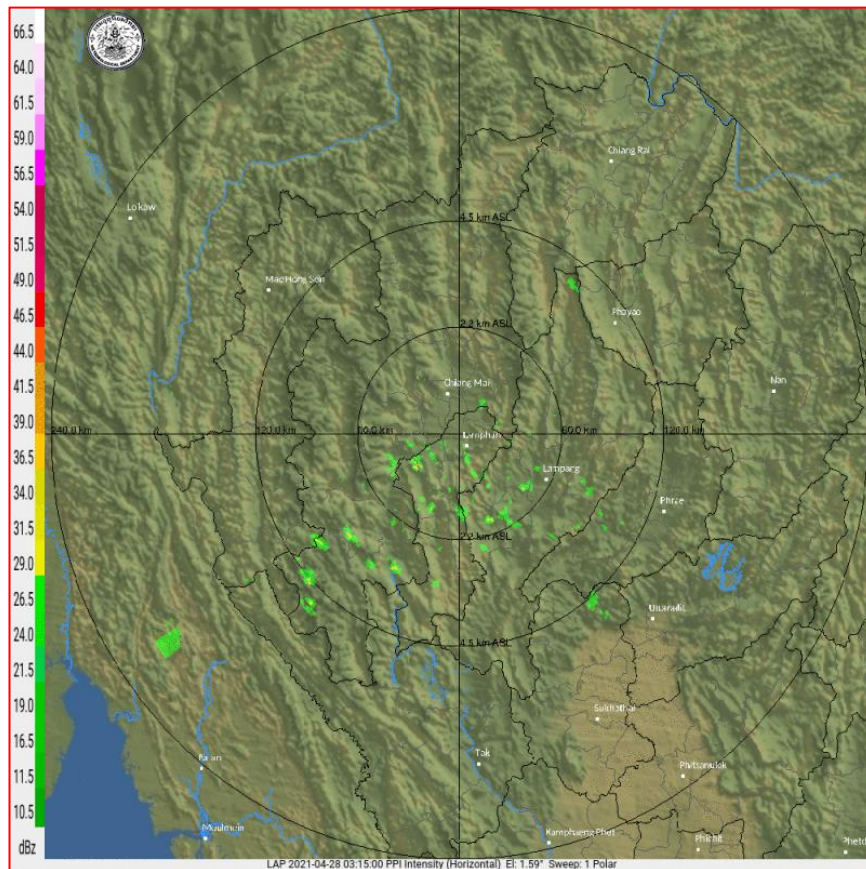 66.5
64.0
61.5
59.0
56.5
54.0
51.5
49.0
46.5
44.0
41.5
39.0
36.5
34.0
31.5
29.0
26.5
24.0
21.5
19.0
16.5
14.0
11.5
10.5
dBz
Chiang Rai
Loikaw
4.5 km ASL
Mae Hong Son
Phayao
2.2 km ASL
Chiang Mai
Nan
240.0 km
120.0 km
60.0 km
120.0 km
Lamphun
Lampang
Phrae
2.2 km ASL
Uttaradit
4.5 km ASL
Sukhothai
Tak
Pa'an
Phitsanulok
Moulmein
Kamphaeng Phet
Phichit
LAP 2021-04-28 03:15:00 PPI Intensity (Horizontal) El: 1.59° Sweep: 1 Polar